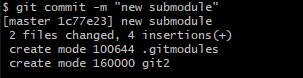 $ git commit -m "new submodule"
[master 1c77e23] new submodule
 2 files changed, 4 insertions(+)
 create mode 100644 .gitmodules
 create mode 160000 git2